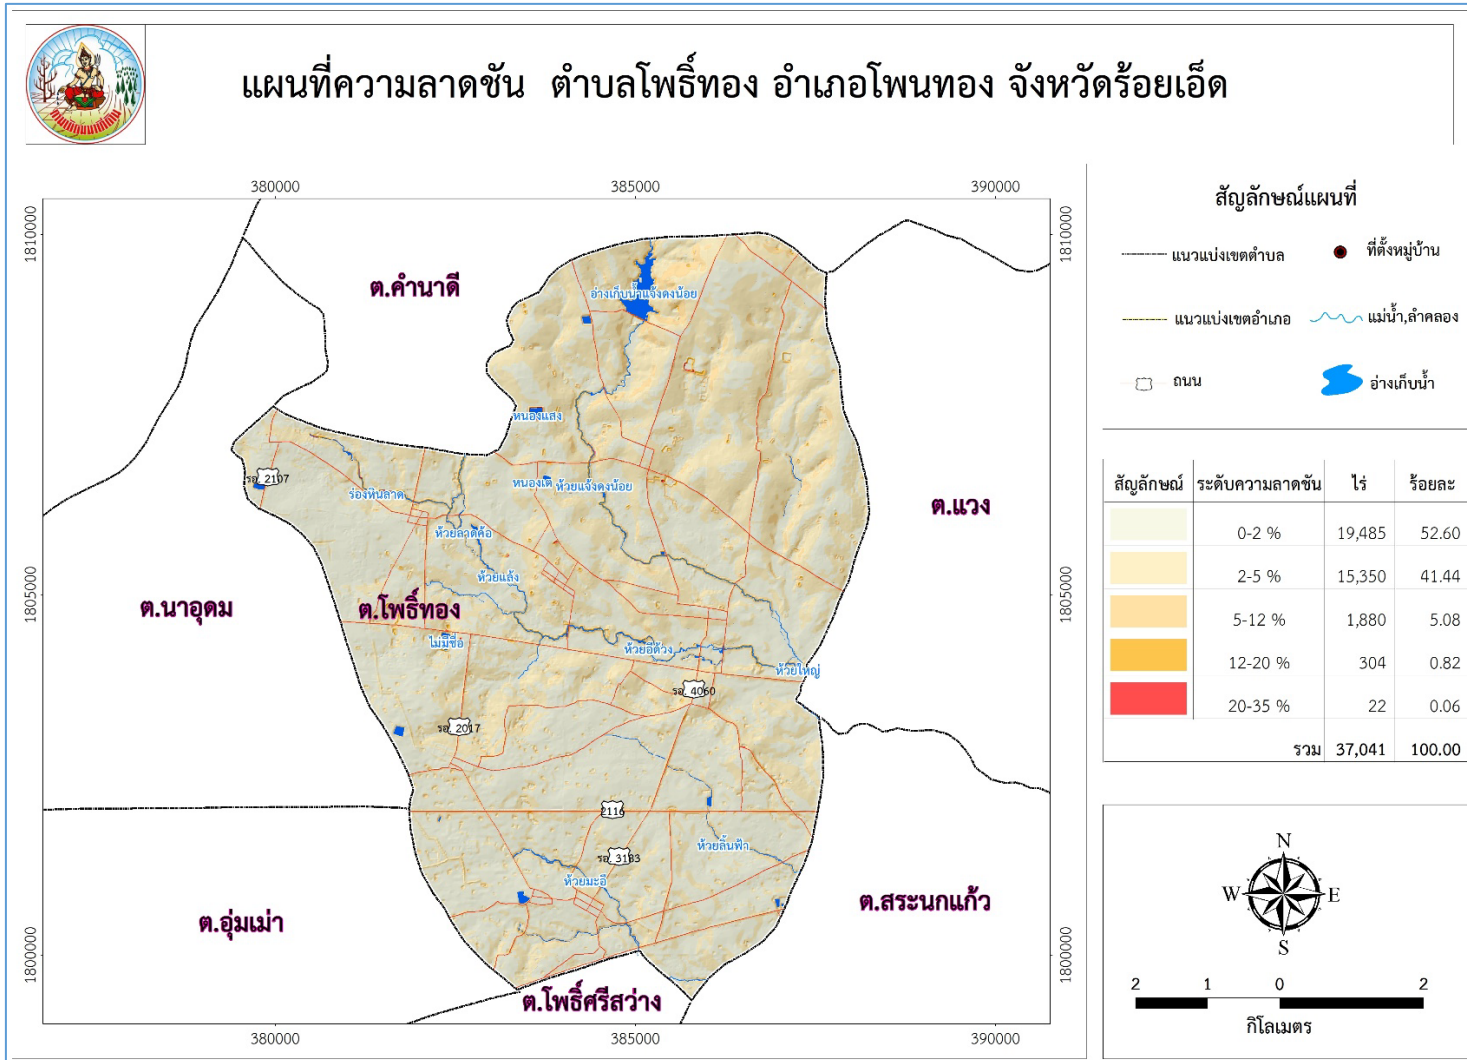 แผนที่ความลาดชัน ตำบลโพธิ์ทอง อำเภอโพนทอง จังหวัดร้อยเอ็ด
380000 385000 390000
1810000
1805000
1800000
1810000
1805000
1800000
ต.คำนาดี
อ่างเก็บน้ำแจ้งดงน้อย
หนองแสง
รอ. 2107
ร่องหินลาด
หนองเต่
ห้วยแจ้งดงน้อย
ต.แวง
ห้วยลาดค้อ
ห้วยแล้ง
ต.นาอุดม
ต.โพธิ์ทอง
ไม่มีชื่อ
ห้วยอีด้วง
ห้วยใหญ่
รอ. 4060
รอ. 2017
2116
ห้วยลิ้นฟ้า
รอ. 3183
ห้วยมะอึ
ต.สระนกแก้ว
ต.อุ่มเม่า
ต.โพธิ์ศรีสว่าง
380000 385000 390000
สัญลักษณ์แผนที่
แนวแบ่งเขตตำบล ที่ตั้งหมู่บ้าน
แนวแบ่งเขตอำเภอ แม่น้ำ,ลำคลอง
ถนน อ่างเก็บน้ำ
สัญลักษณ์ ระดับความลาดชัน ไร่ ร้อยละ
0-2 % 19,485 52.60
2-5 % 15,350 41.44
5-12 % 1,880 5.08
12-20 % 304 0.82
20-35 % 22 0.06
รวม 37,041 100.00
N
W E
S
2 1 0 2
กิโลเมตร